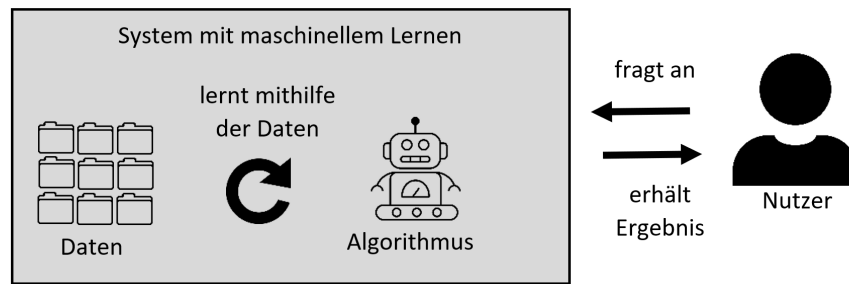 System mit maschinellem Lernen
lernt mithilfe
der Daten
Daten
Algorithmus
fragt an
erhält
Ergebnis
Nutzer